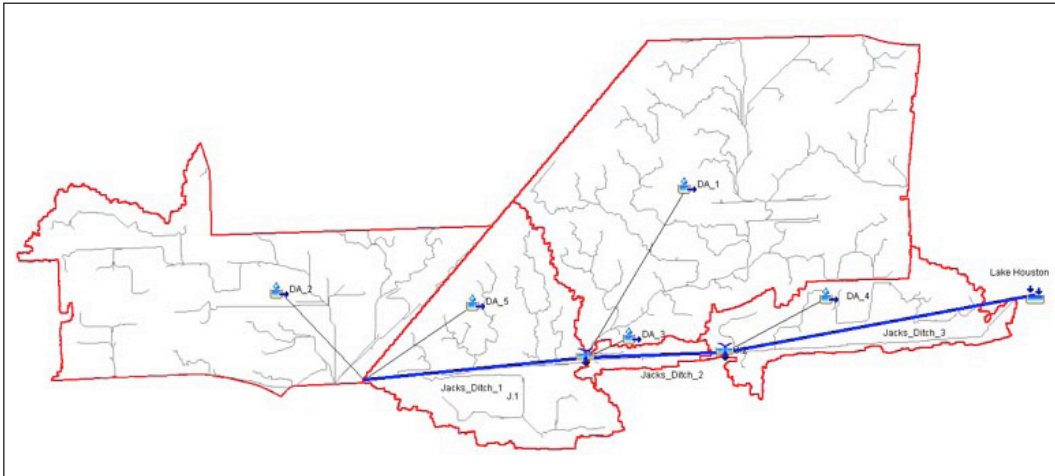 DA_1
Lake Houston
DA_2
DA_4
DA_5
DA_3
Jacks_Ditch_3
Jacks_Ditch_2
Jacks_Ditch_1
J.1